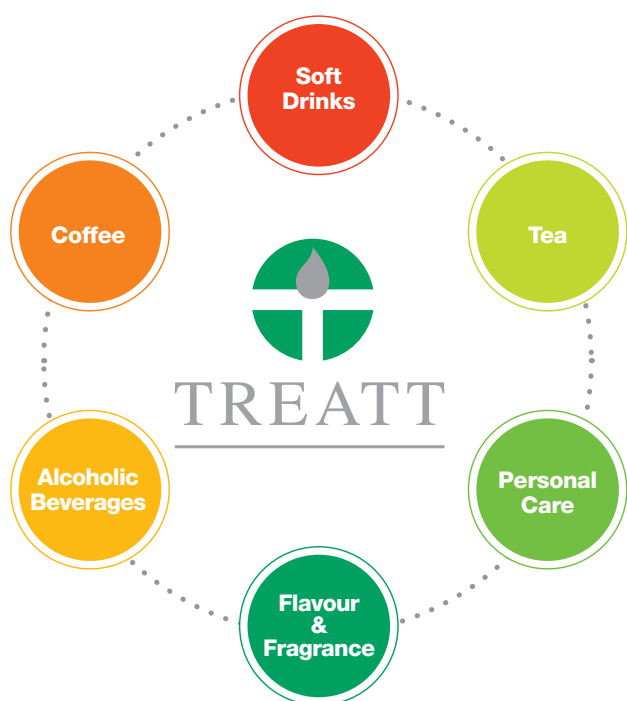 Soft
Drinks
Coffee
Tea
TREATT
Alcoholic
Beverages
Personal
Care
Flavour
&
Fragrance